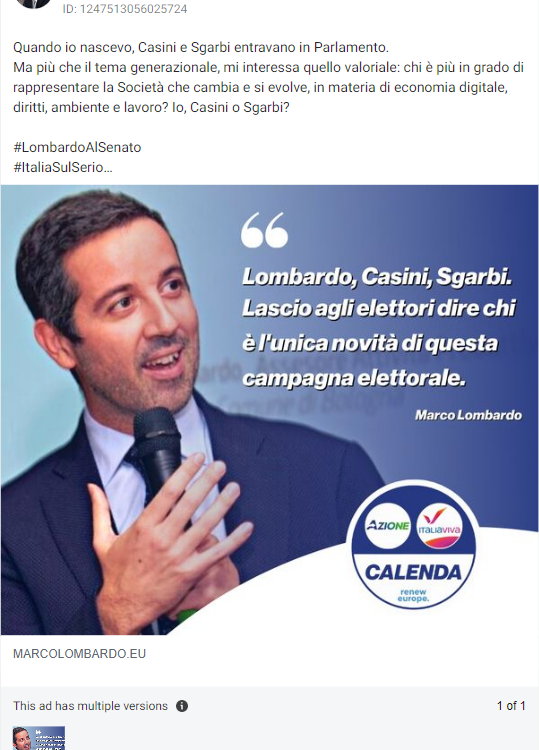 ID: 1247513056025724
Quando io nascevo, Casini e Sgarbi entravano in Parlamento.
Ma più che il tema generazionale, mi interessa quello valoriale: chi è più in grado di
rappresentare la Società che cambia e si evolve, in materia di economia digitale,
diritti, ambiente e lavoro? Io, Casini o Sgarbi?
#LombardoAlSenato
#ItaliaSulSerio...
“
Lombardo, Casini, Sgarbi.
Lascio agli elettori dire chi
è l'unica novità di questa
campagna elettorale.
Marco Lombardo
AZIONE
ITALIAVIVA
CALENDA
renew
europe.
MARCOLOMBARDO.EU
This ad has multiple versions
1 of 1